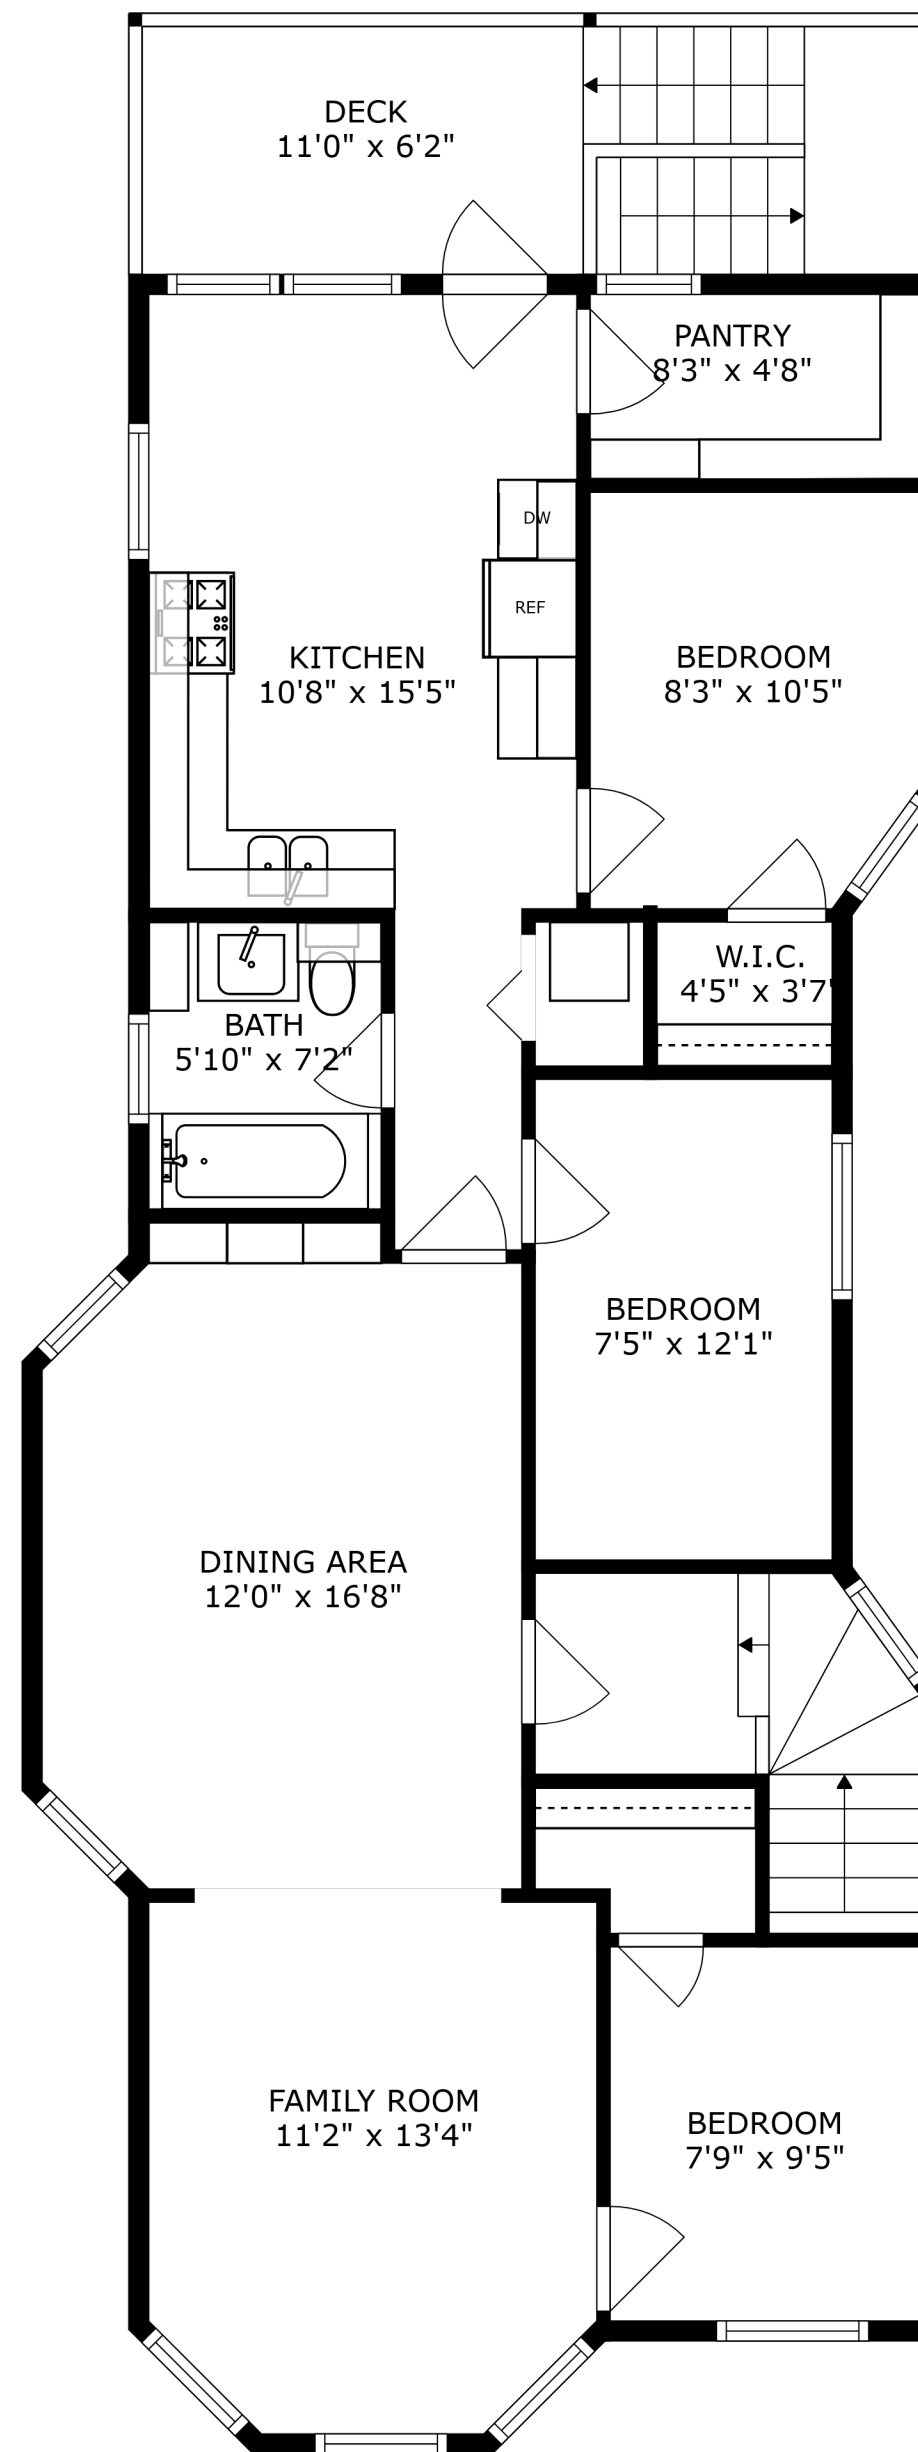 DECK
11'0" x 6'2"
PANTRY
8'3" x 4'8"
DW
REF
KITCHEN
10'8" x 15'5"
BEDROOM
8'3" x 10'5"
W.I.C.
4'5" x 3'7"
BATH
5'10" x 7'2"
BEDROOM
7'5" x 12'1"
DINING AREA
12'0" x 16'8"
FAMILY ROOM
11'2" x 13'4"
BEDROOM
7'9" x 9'5"